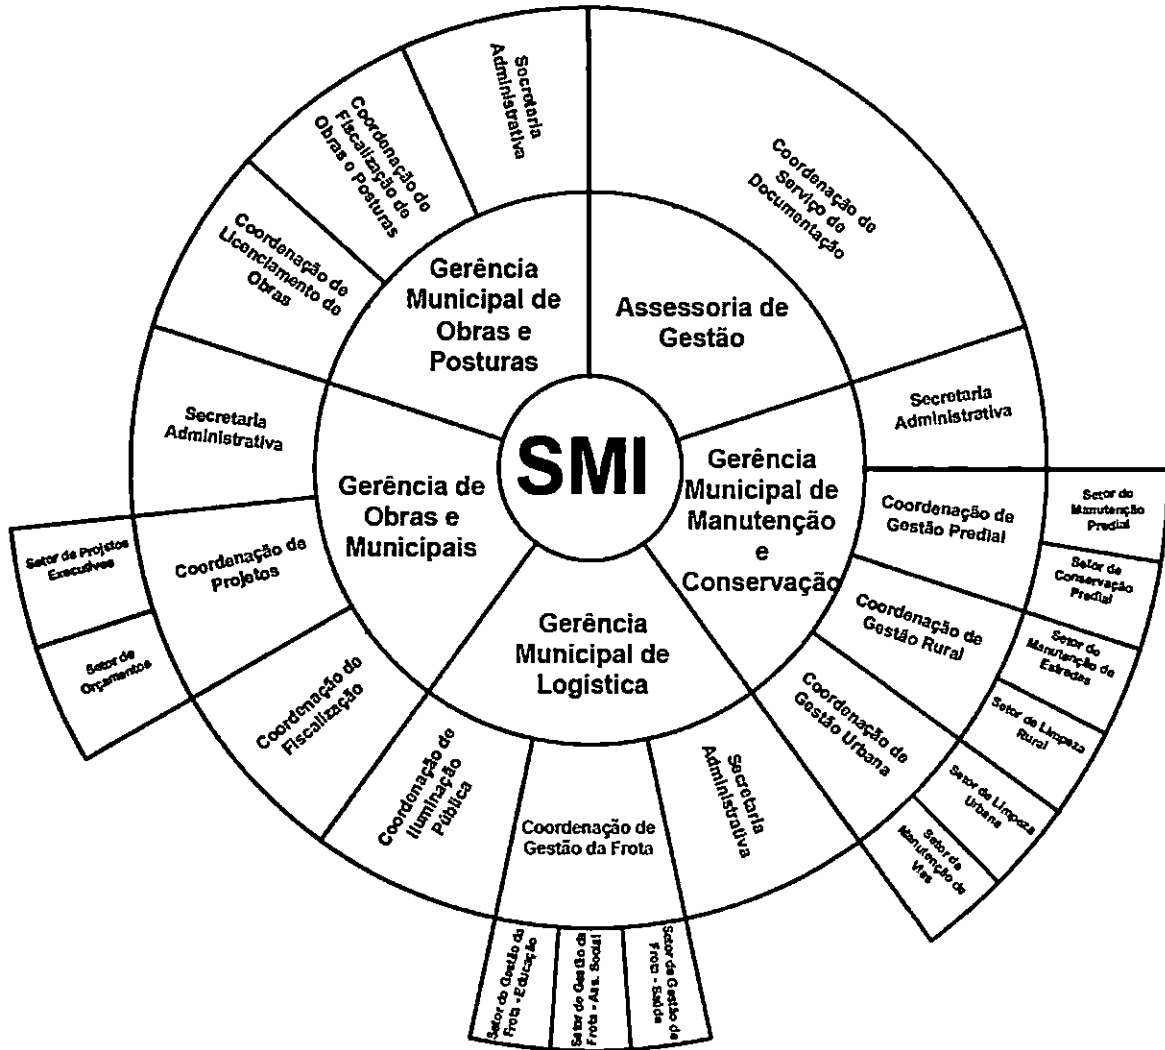 SMI
Assessoria de
Gestão
Coordenação de
Serviço de
Documentação
Gerência
Municipal de
Manutenção
e
Conservação
Secretaria
Administrativa
Coordenação de
Gestão Predial
Setor de
Manutenção
Predial
Setor de
Conservação
Predial
Coordenação de
Gestão Rural
Setor de
Manutenção de
Estradas
Setor de Limpeza
Rural
Coordenação de
Gestão Urbana
Setor de Limpeza
Urbana
Setor de
Manutenção de
Vias
Gerência
Municipal de
Logística
Secretaria
Administrativa
Coordenação de
Gestão da Frota
Setor de Gestão da
Frota - Saúde
Setor de Gestão da
Frota - Ass. Social
Setor de Gestão da
Frota - Educação
Coordenação de
Iluminação
Pública
Gerência de
Obras e
Municipais
Coordenação de
Fiscalização
Coordenação de
Projetos
Setor de Orçamentos
Setor de Projetos
Executivos
Secretaria
Administrativa
Gerência
Municipal de
Obras e
Posturas
Coordenação de
Licenciamento de
Obras
Coordenação de
Fiscalização de
Obras e Posturas
Secretaria
Administrativa